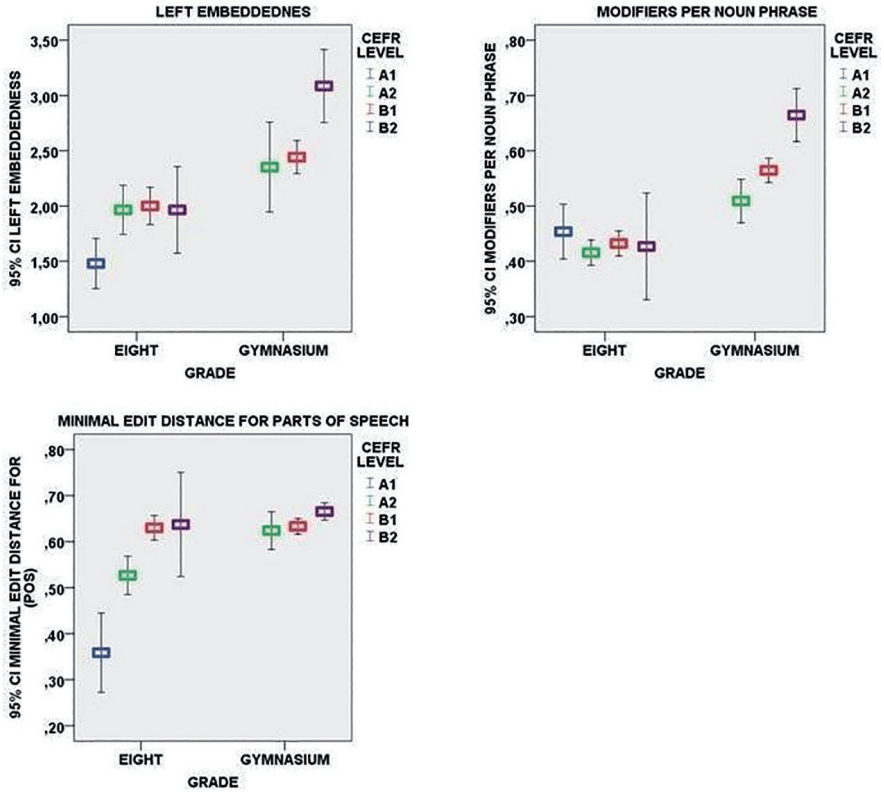 LEFT EMBEDDEDNES
95% CI LEFT EMBEDDEDNESS
3,50
3,00
2,50
2,00
1,50
1,00
EIGHT
GYMNASIUM
GRADE
CEFR
LEVEL
A1
A2
B1
B2
MODIFIERS PER NOUN PHRASE
95% CI MODIFIERS PER NOUN PHRASE
,80
,70
,60
,50
,40
,30
EIGHT
GYMNASIUM
GRADE
CEFR
LEVEL
A1
A2
B1
B2
MINIMAL EDIT DISTANCE FOR PARTS OF SPEECH
95% CI MINIMAL EDIT DISTANCE FOR
(POS)
,80
,70
,60
,50
,40
,30
,20
EIGHT
GYMNASIUM
GRADE
CEFR
LEVEL
A1
A2
B1
B2